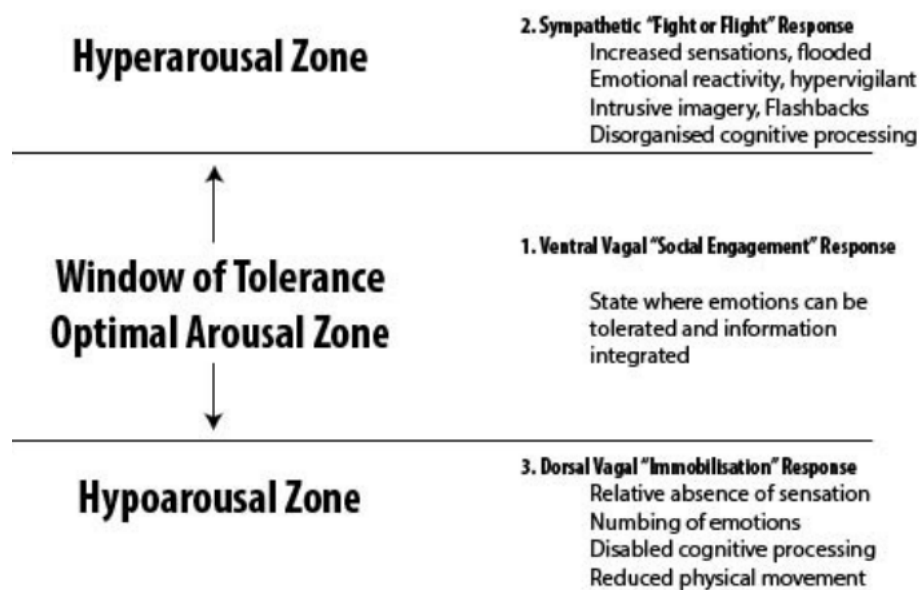 Hyperarousal Zone
2. Sympathetic “Fight or Flight” Response
Increased sensations, flooded
Emotional reactivity, hypervigilant
Intrusive imagery, Flashbacks
Disorganised cognitive processing
Window of Tolerance
Optimal Arousal Zone
1. Ventral Vagal “Social Engagement” Response
State where emotions can be
tolerated and information
integrated
Hypoarousal Zone
3. Dorsal Vagal “Immobilisation” Response
Relative absence of sensation
Numbing of emotions
Disabled cognitive processing
Reduced physical movement